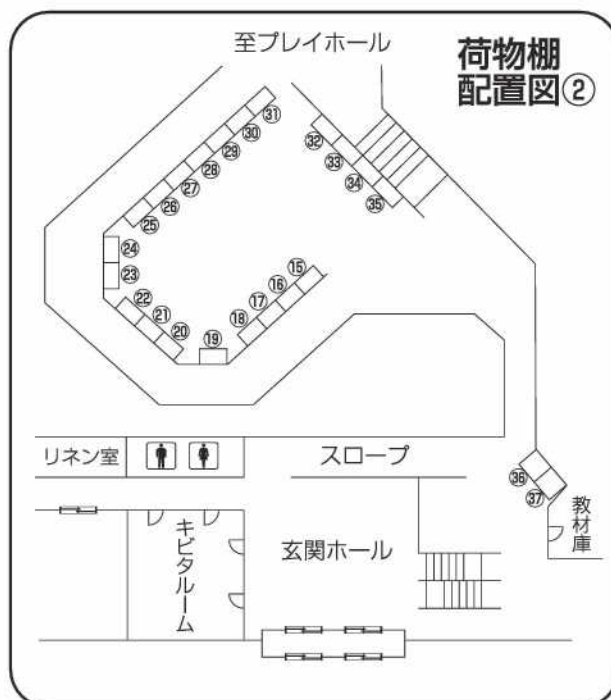 至プレイホール
荷物棚
配置図②
㉛
㉚
㉙
㉘
㉗
㉖
㉕
㉔
㉓
㉒
㉑
⑳
⑲
⑱
⑰
⑯
⑮
㉜
㉝
㉞
㉟
リネン室
スロープ
㊱
㊲
教材庫
キビタルーム
玄関ホール